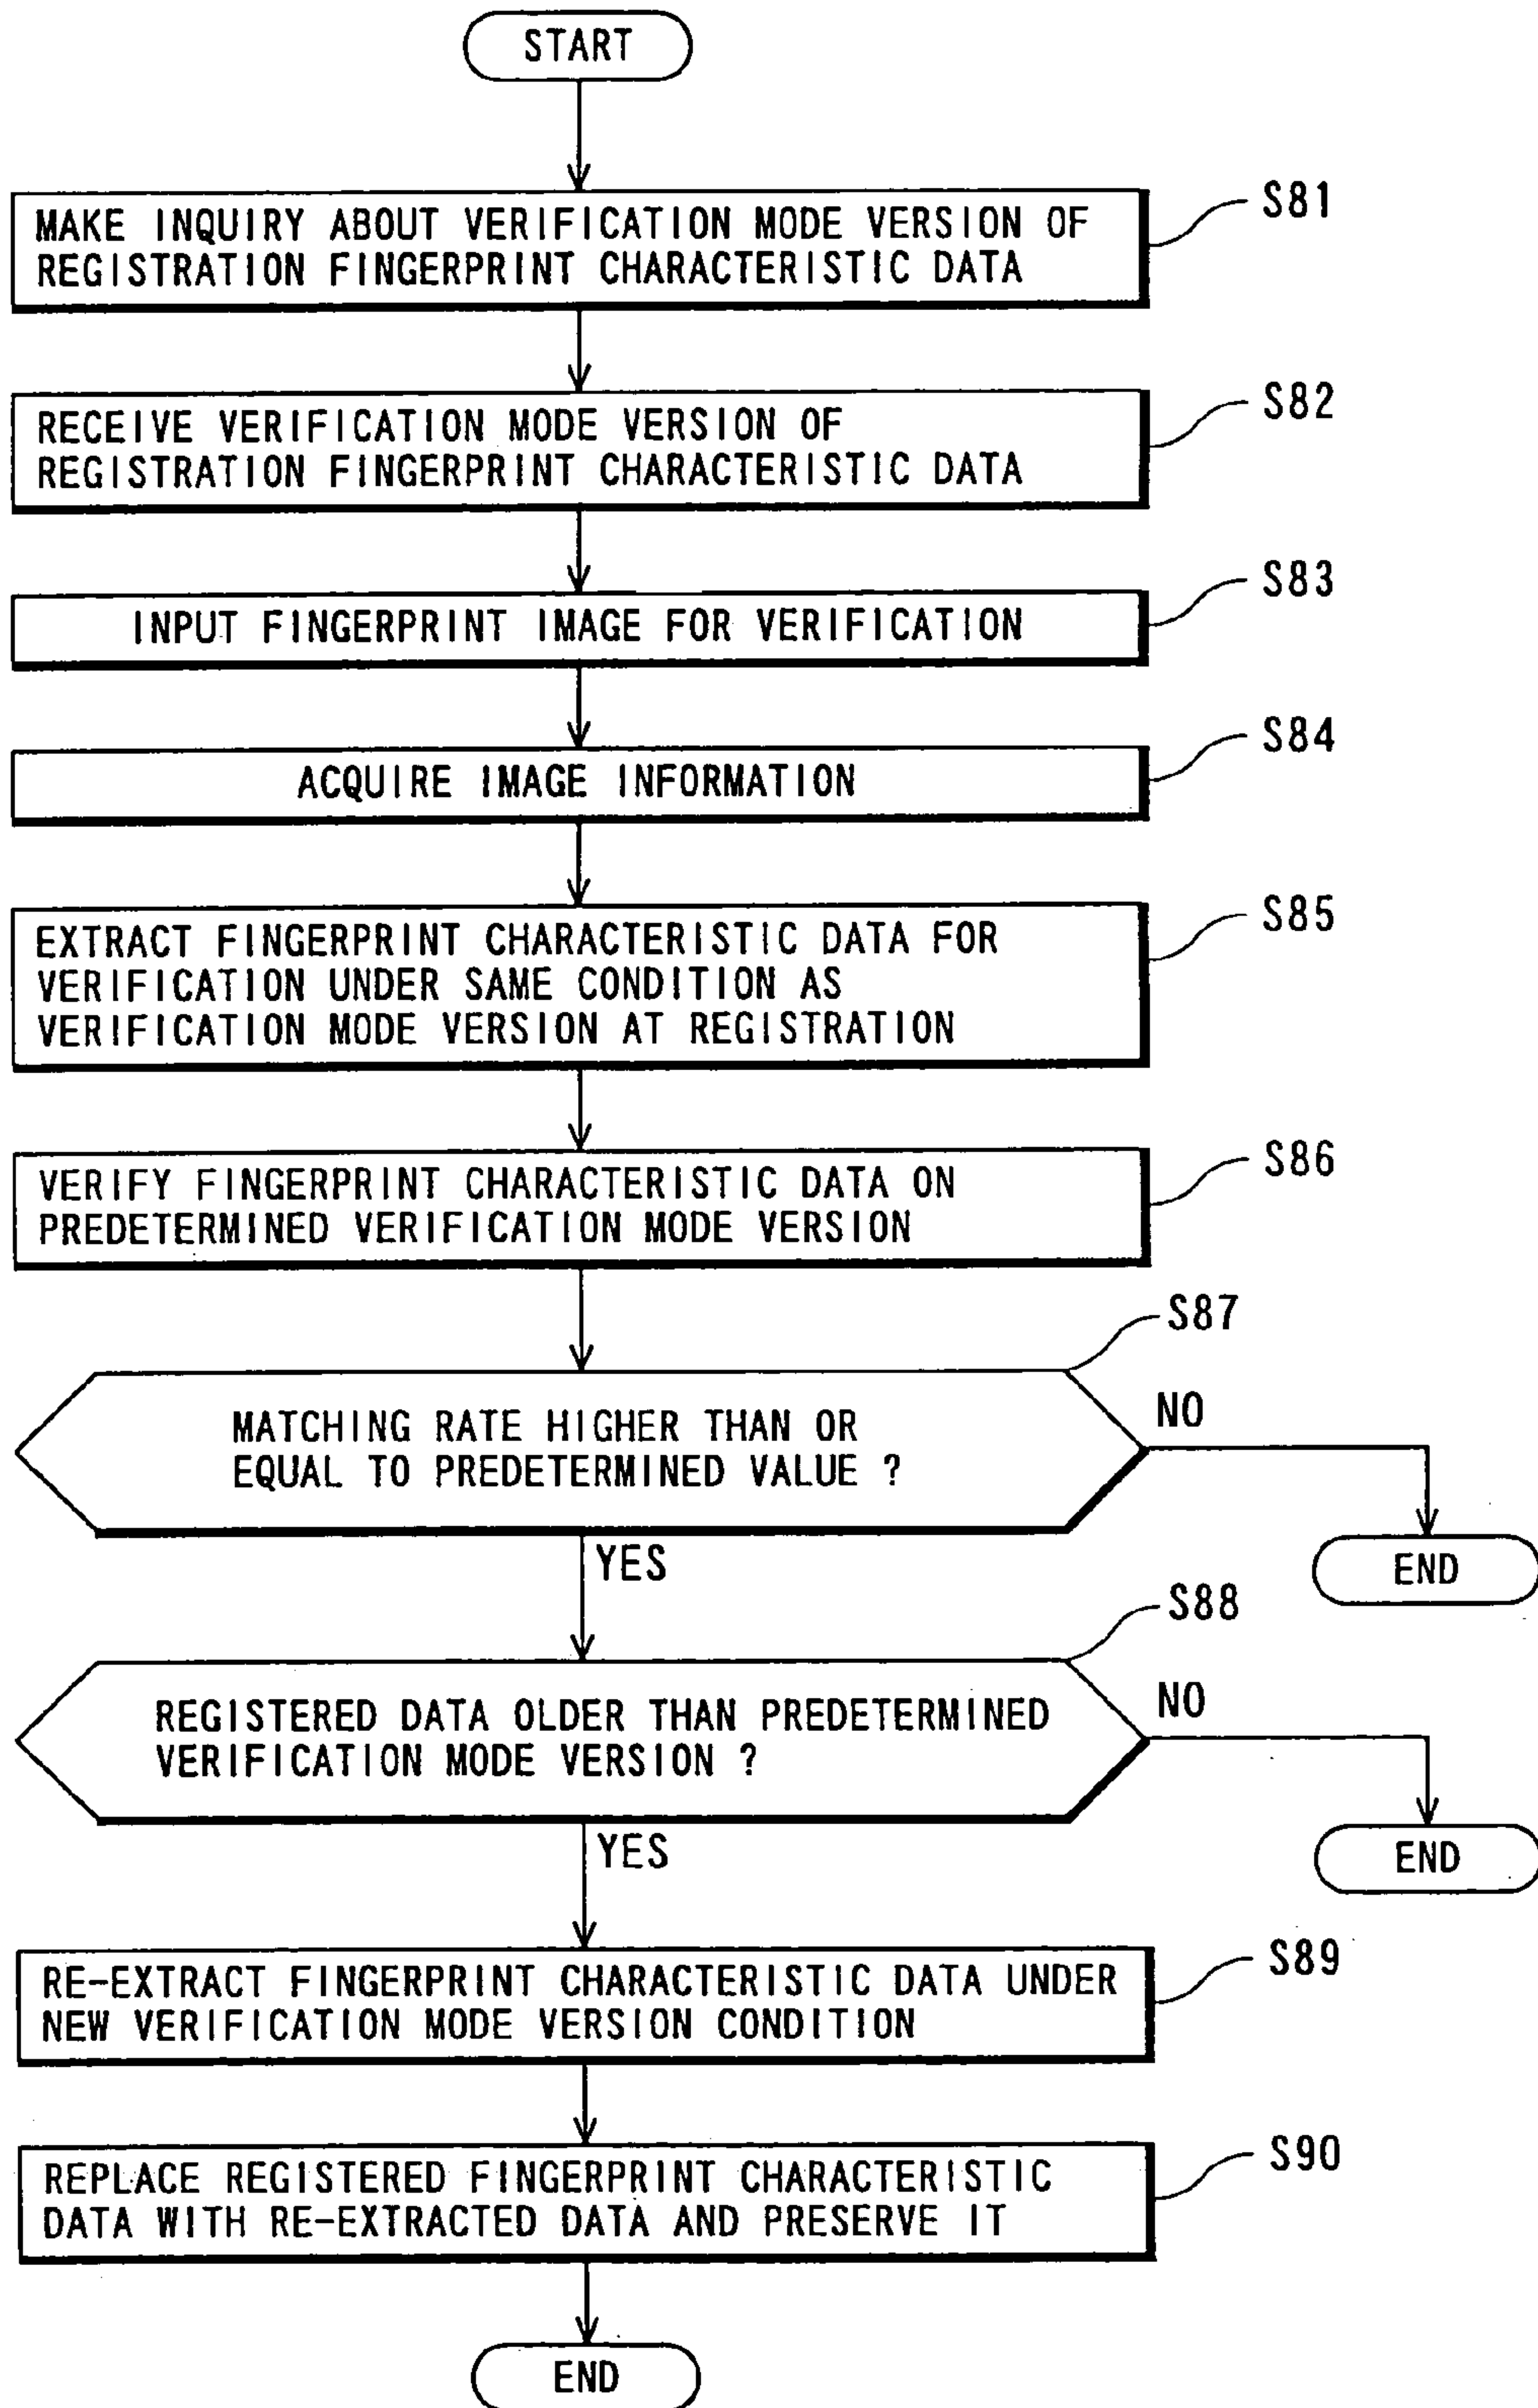 START
S81
MAKE INQUIRY ABOUT VERIFICATION MODE VERSION OF
REGISTRATION FINGERPRINT CHARACTERISTIC DATA
S82
RECEIVE VERIFICATION MODE VERSION OF
REGISTRATION FINGERPRINT CHARACTERISTIC DATA
S83
INPUT FINGERPRINT IMAGE FOR VERIFICATION
S84
ACQUIRE IMAGE INFORMATION
S85
EXTRACT FINGERPRINT CHARACTERISTIC DATA FOR
VERIFICATION UNDER SAME CONDITION AS
VERIFICATION MODE VERSION AT REGISTRATION
S86
VERIFY FINGERPRINT CHARACTERISTIC DATA ON
PREDETERMINED VERIFICATION MODE VERSION
S87
MATCHING RATE HIGHER THAN OR
EQUAL TO PREDETERMINED VALUE ?
NO
END
YES
S88
REGISTERED DATA OLDER THAN PREDETERMINED
VERIFICATION MODE VERSION ?
NO
END
YES
S89
RE-EXTRACT FINGERPRINT CHARACTERISTIC DATA UNDER
NEW VERIFICATION MODE VERSION CONDITION
S90
REPLACE REGISTERED FINGERPRINT CHARACTERISTIC
DATA WITH RE-EXTRACTED DATA AND PRESERVE IT
END